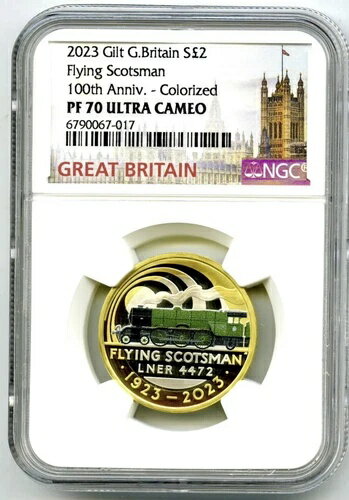 2023 Gilt G.Britain S£2
Flying Scotsman
100th Anniv. - Colorized
PF 70 ULTRA CAMEO
6790067-017
GREAT BRITAIN
NGC
FLYING SCOTSMAN
LNER 4472
1923-2023